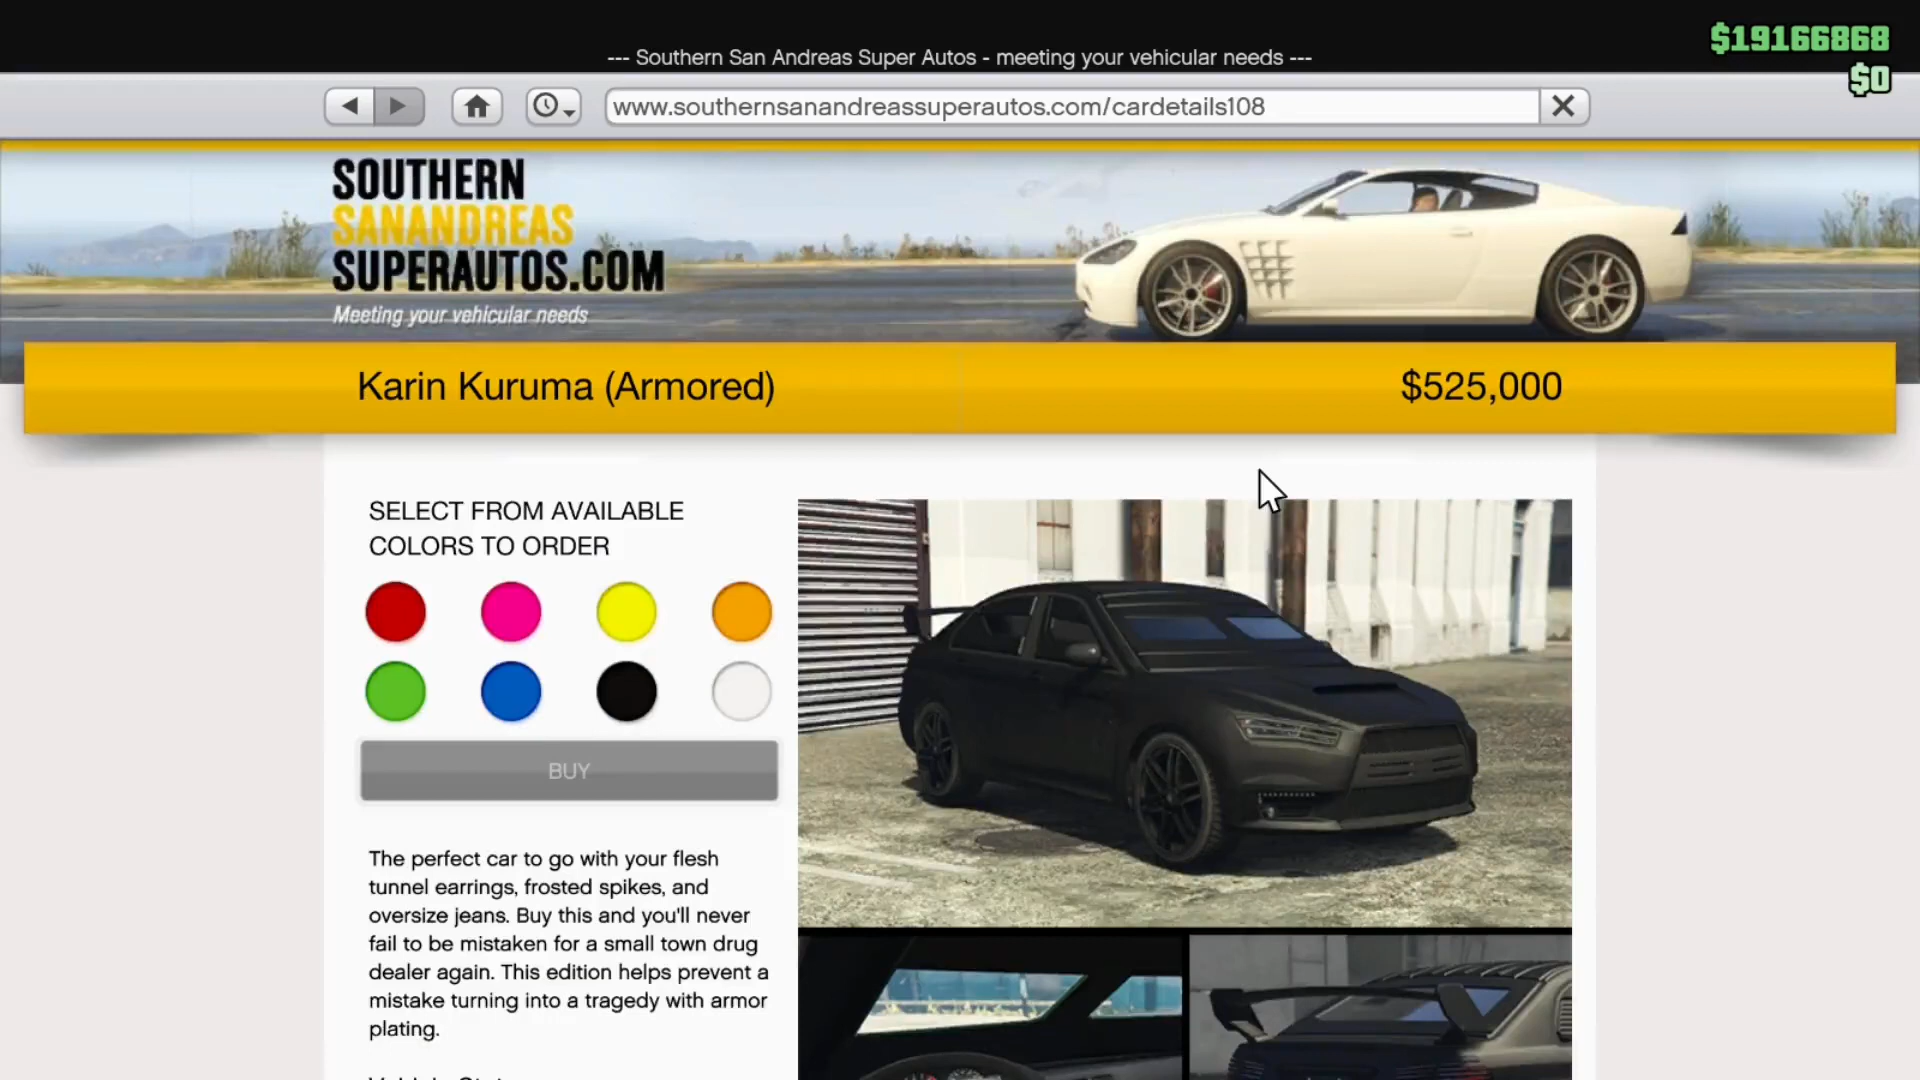 $19166868
--- Southern San Andreas Super Autos - meeting your vehicular needs ---
$0
www.southernsanandreassuperautos.com/cardetails108
SOUTHERN
SANANDREAS
SUPERAUTOS.COM
Meeting your vehicular needs
Karin Kuruma (Armored)
$525,000
SELECT FROM AVAILABLE
COLORS TO ORDER
BUY
The perfect car to go with your flesh
tunnel earrings, frosted spikes, and
oversize jeans. Buy this and you'll never
fail to be mistaken for a small town drug
dealer again. This edition helps prevent a
mistake turning into a tragedy with armor
plating.